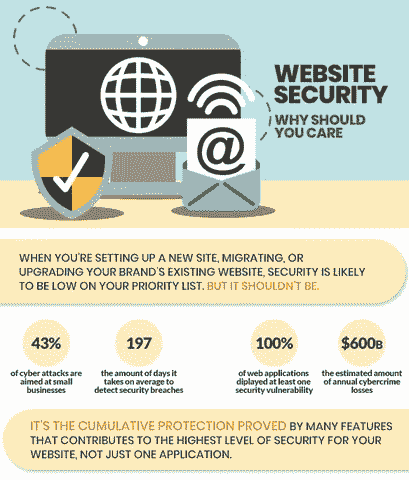 WEBSITE
SECURITY
WHY SHOULD
YOU CARE
@
WHEN YOU'RE SETTING UP A NEW SITE, MIGRATING, OR
UPGRADING YOUR BRAND'S EXISTING WEBSITE, SECURITY IS LIKELY
TO BE LOW ON YOUR PRIORITY LIST. BUT IT SHOULDN'T BE.
43%
of cyber attacks are
aimed at small
businesses
197
the amount of days it
takes on average to
detect security breaches
100%
of web applications
diplayed at least one
security vulnerability
$600B
the estimated amount
of annual cybercrime
losses
IT'S THE CUMULATIVE PROTECTION PROVED BY MANY FEATURES
THAT CONTRIBUTES TO THE HIGHEST LEVEL OF SECURITY FOR YOUR
WEBSITE, NOT JUST ONE APPLICATION.